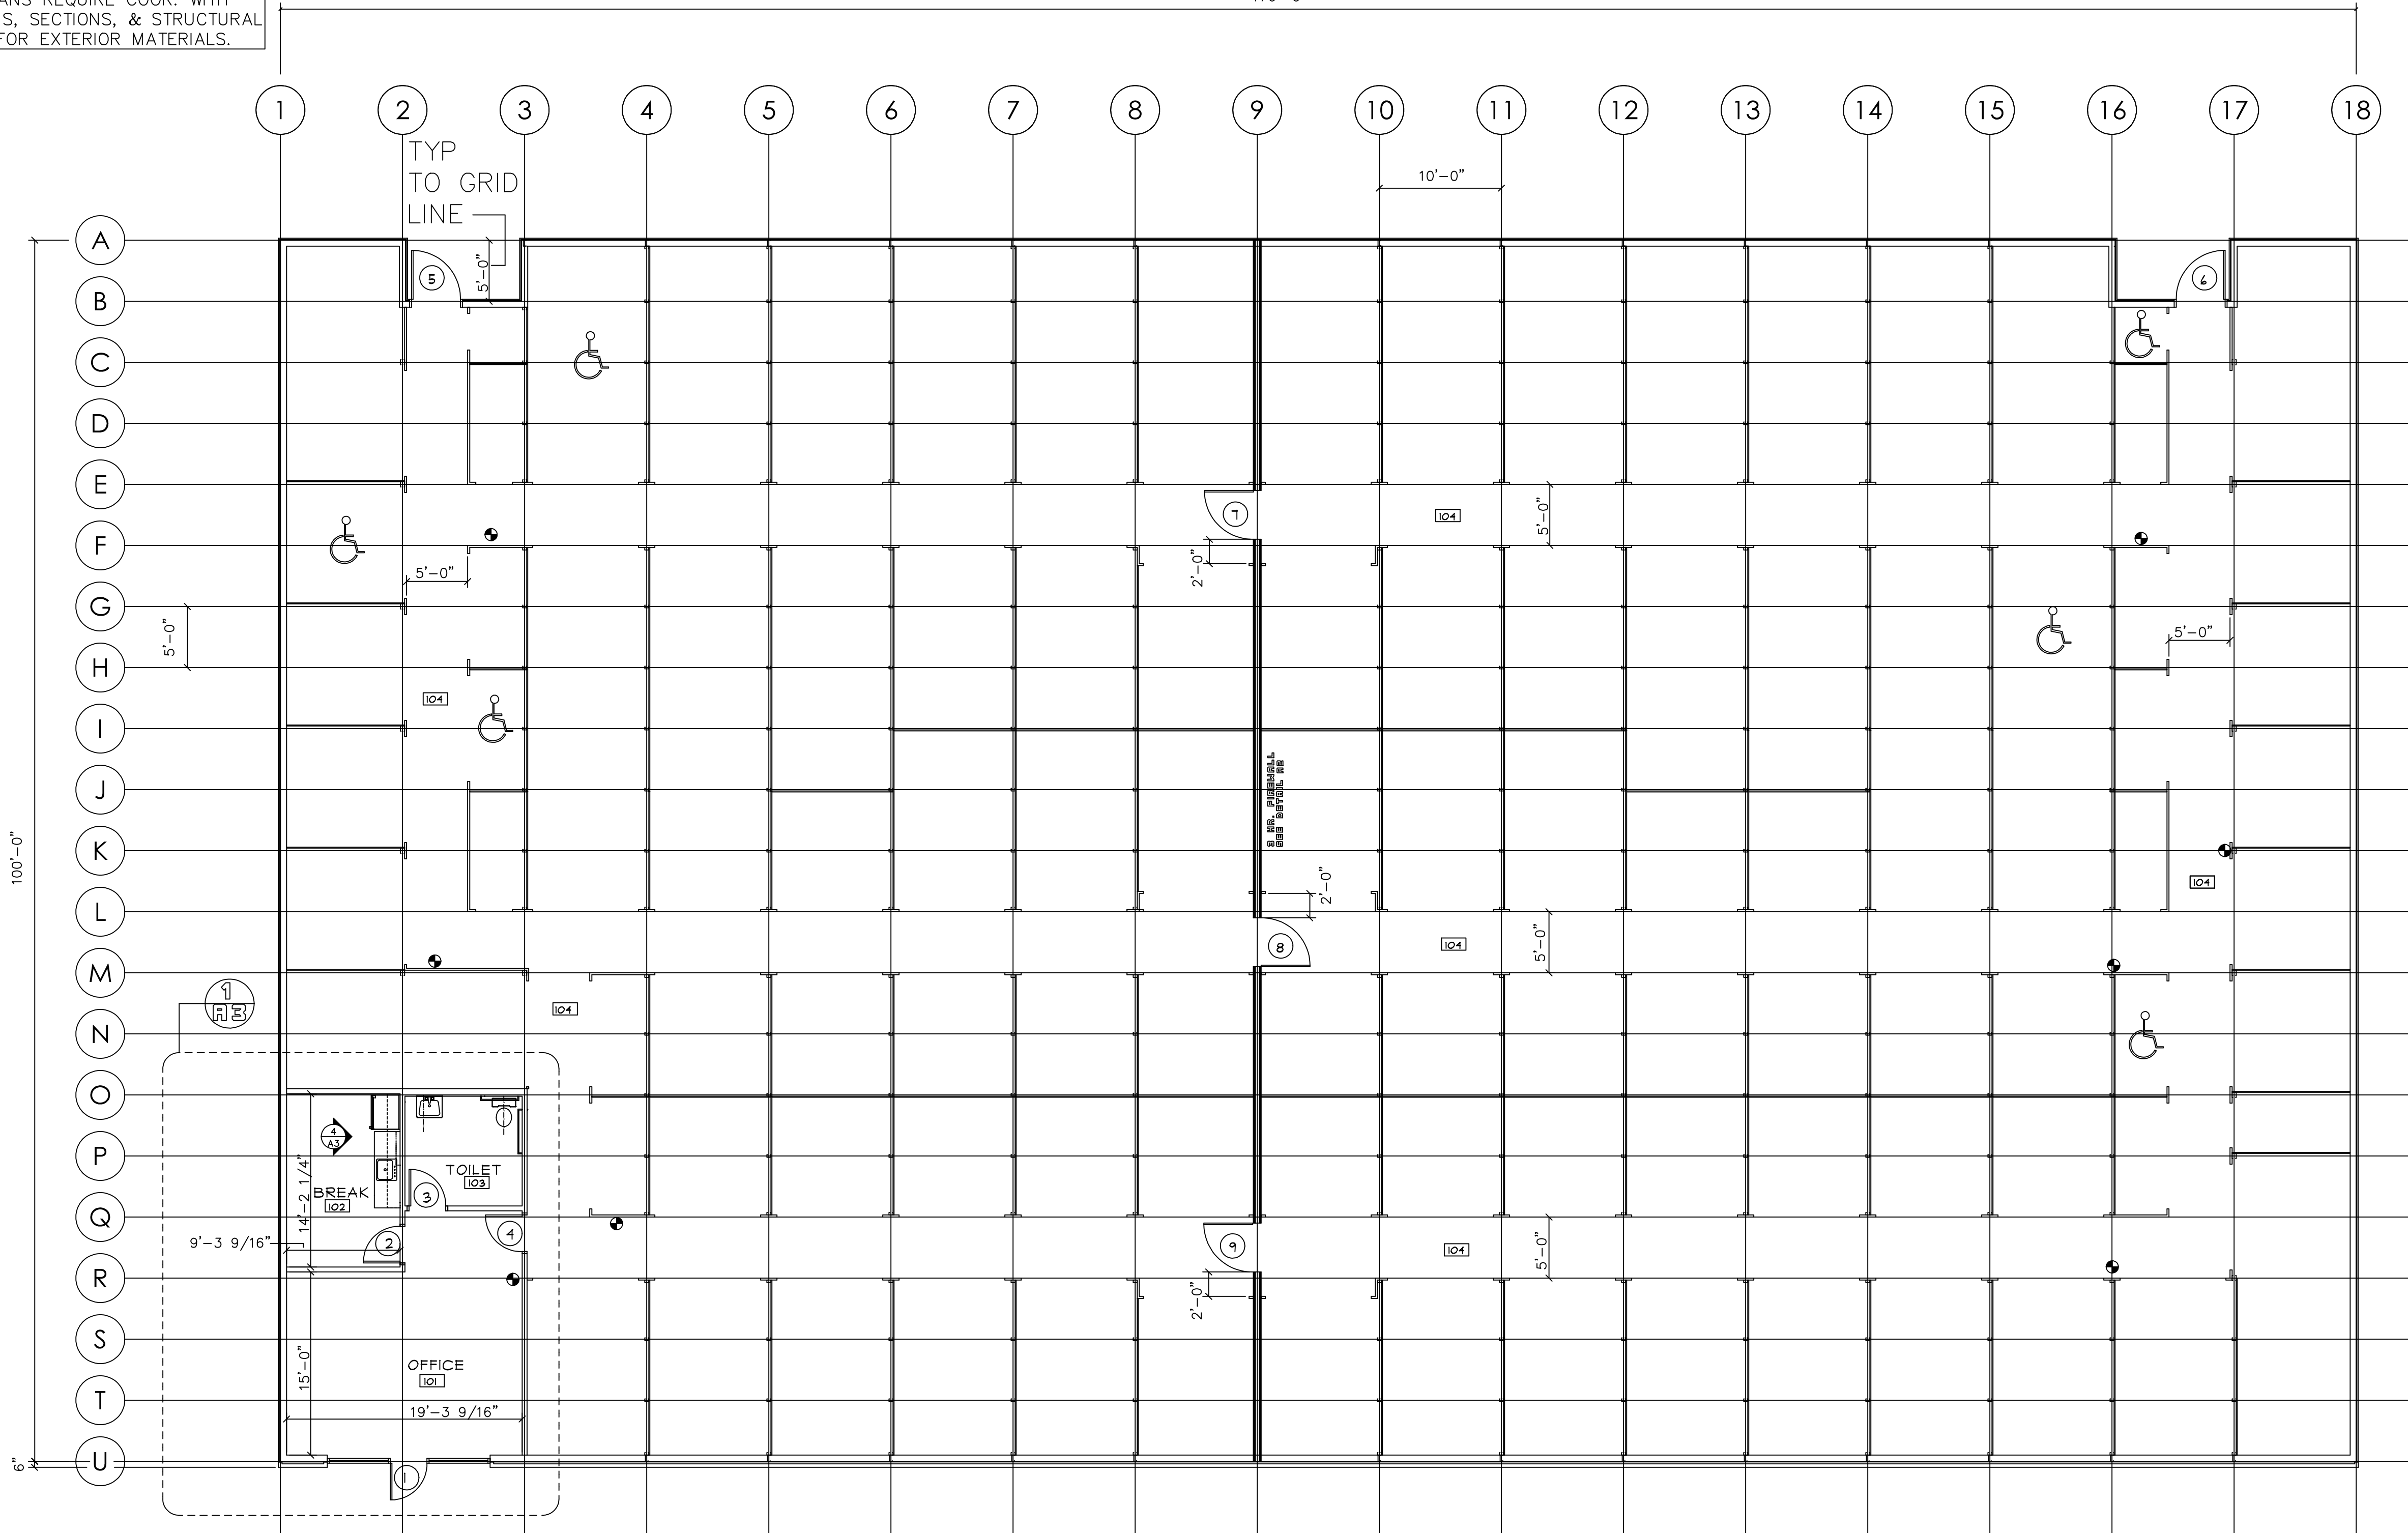 REQUIRE COOR. WITH
SECTIONS, & STRUCTURAL
FOR EXTERIOR MATERIALS.
1 2 3 4 5 6 7 8 9 10 11 12 13 14 15 16 17 18
TYP
TO GRID
LINE
10'-0"
A
5'-0"
5
6
B
C
D
E
7
104
5'-0"
F
5'-0"
2'-0"
G
5'-0"
5'-0"
H
104
I
3 HR. FIREWALL
SEE DETAIL A2
J
100'-0"
K
104
2'-0"
L
8
104
5'-0"
M
1
A3
104
N
O
4
A3
P
TOILET
103
14'-2 1/4"
BREAK
102
3
Q
9'-3 9/16"
2
4
9
104
5'-0"
R
2'-0"
S
15'-0"
OFFICE
101
T
19'-3 9/16"
6"
U
1